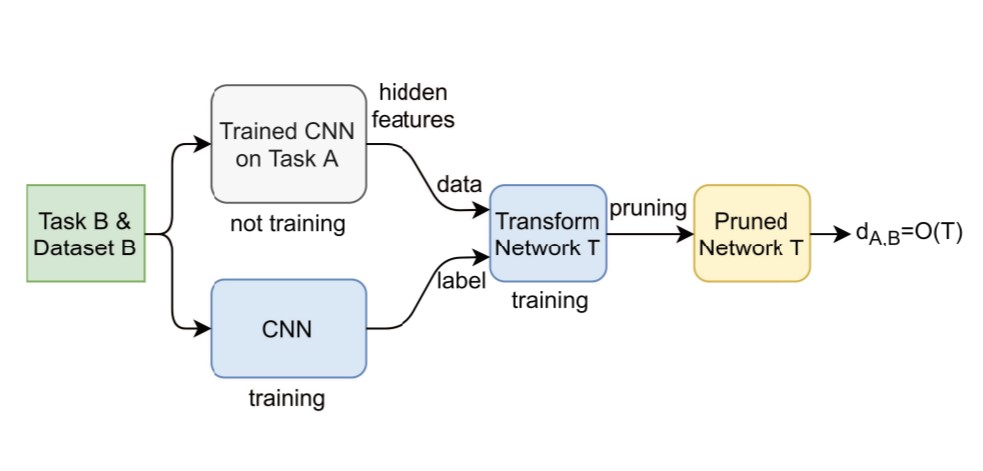 Task B &
Dataset B
Trained CNN
on Task A
not training
hidden
features
data
CNN
training
label
Transform
Network T
training
pruning
Pruned
Network T
d_{A,B}=O(T)